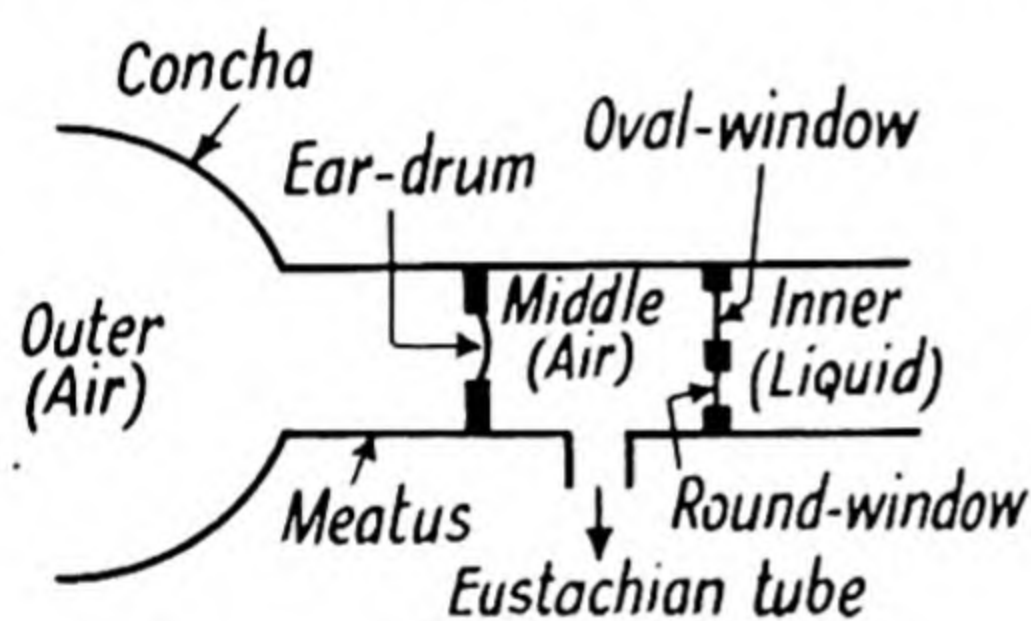 Concha
Oval-window
Ear-drum
Outer
(Air)
Middle
(Air)
Inner
(Liquid)
Meatus
Round-window
Eustachian tube